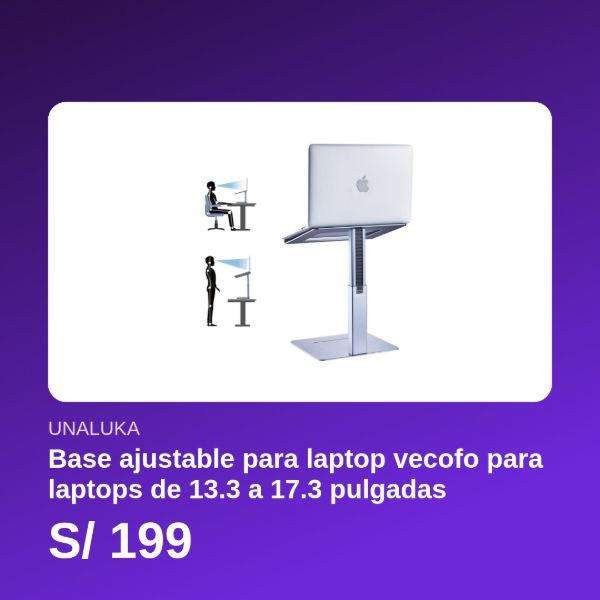 UNALUKA
Base ajustable para laptop vecofo para
laptops de 13.3 a 17.3 pulgadas
S/ 199